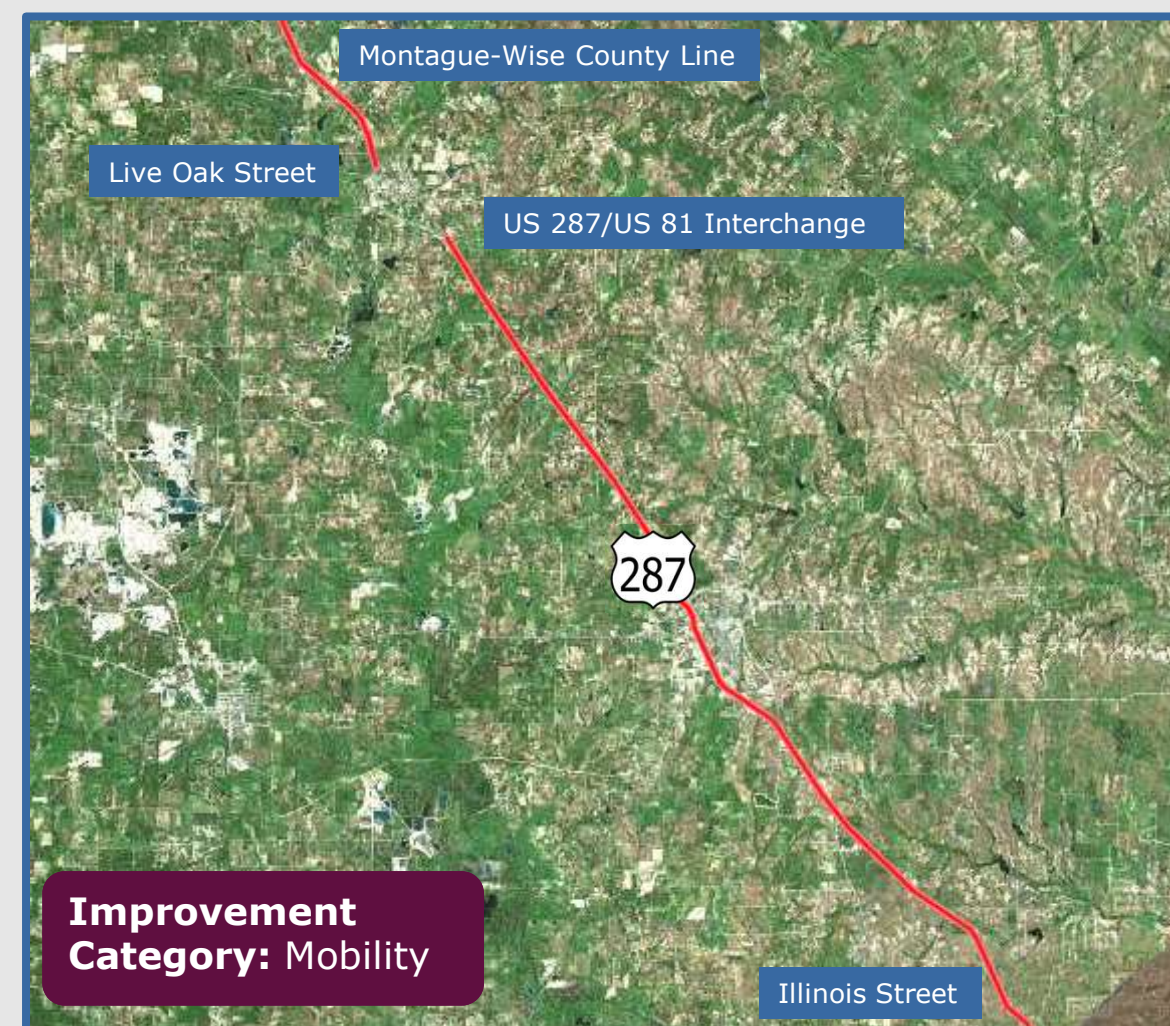 Montague-Wise County Line
Live Oak Street
US 287/US 81 Interchange
287
Improvement
Category: Mobility
Illinois Street